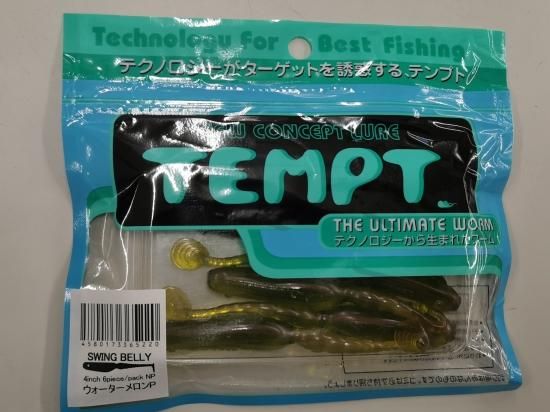 Technology For Best Fishing
テクノロジーがターゲットを誘惑する、テンプト
NEW CONCEPT LURE
TEMPT.
THE ULTIMATE WORM
テクノロジーから生まれたワーム
4580173365220
SWING BELLY
4inch 6piece/pack NP
ウォーターメロンP